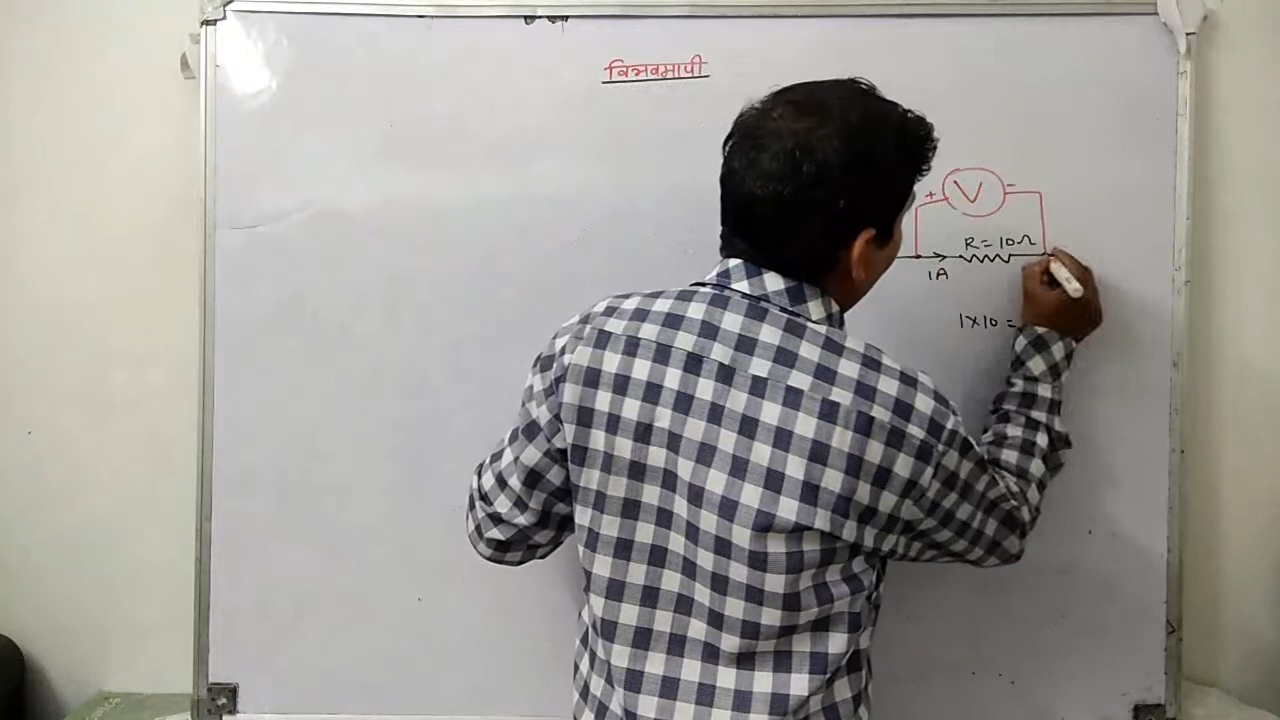 विभवमापी
+ V -
R = 10Ω
1A
1×10 =